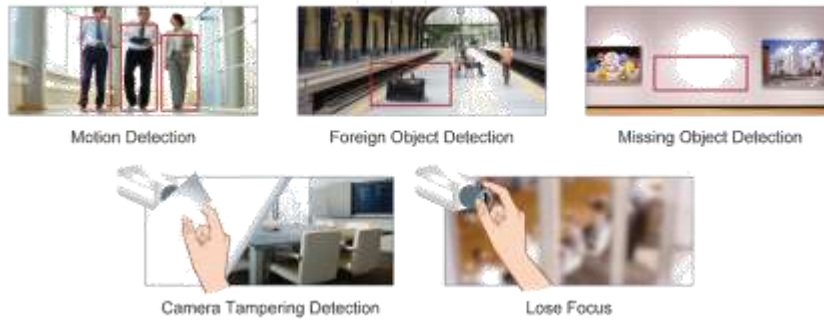 Motion Detection
Foreign Object Detection
Missing Object Detection
Camera Tampering Detection
Lose Focus